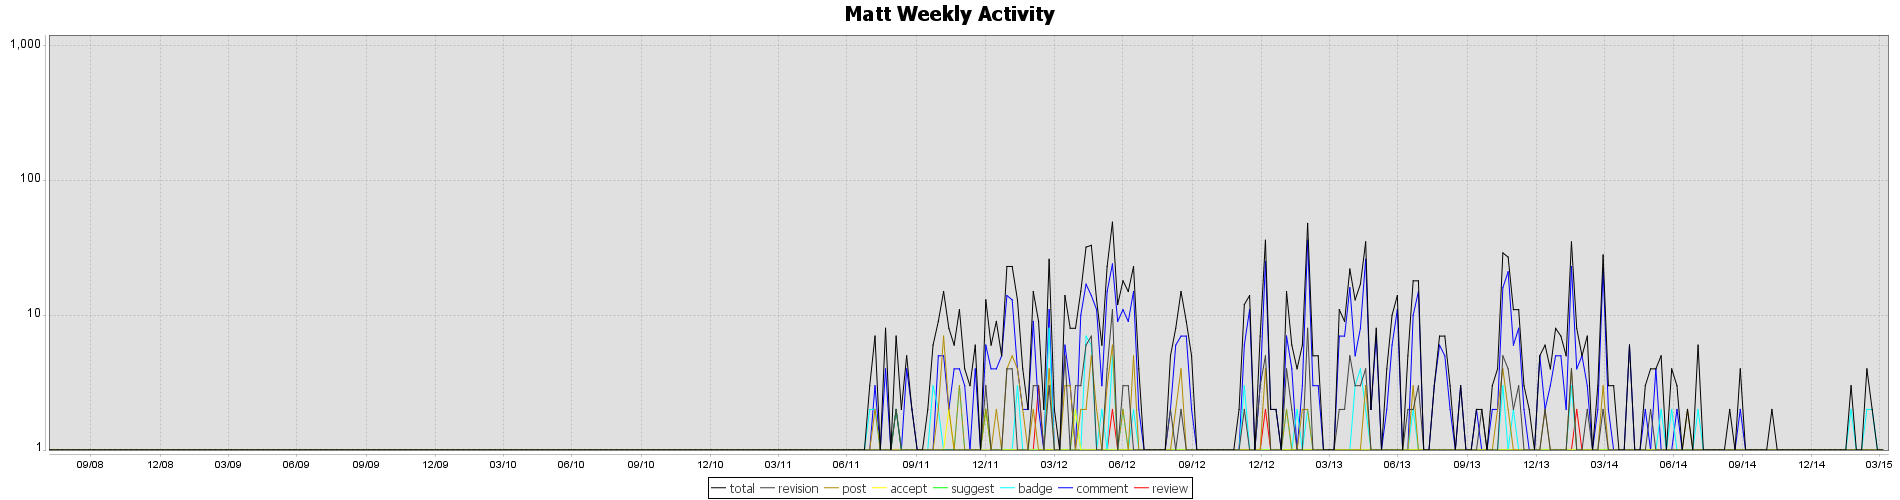 Matt Weekly Activity
1,000
100
10
1
09/08 12/08 03/09 06/09 09/09 12/09 03/10 06/10 09/10 12/10 03/11 06/11 09/11 12/11 03/12 06/12 09/12 12/12 03/13 06/13 09/13 12/13 03/14 06/14 09/14 12/14 03/15
total revision post accept suggest badge comment review